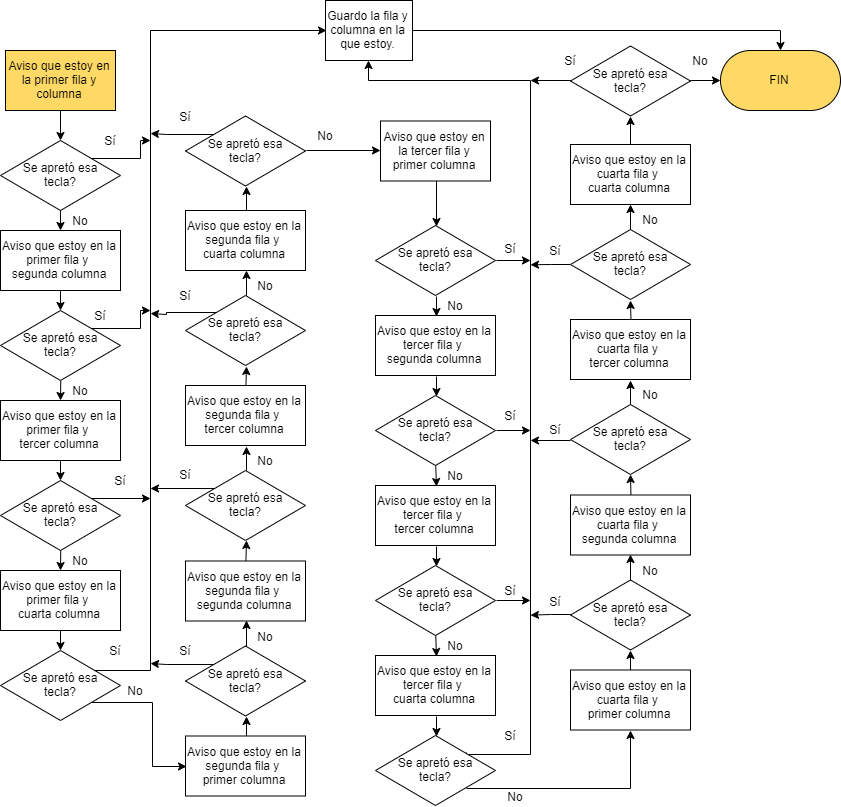 Aviso que estoy en
la primer fila y
columna
Se apretó esa
tecla?
Sí
No
Aviso que estoy en la
primer fila y
segunda columna
Se apretó esa
tecla?
Sí
No
Aviso que estoy en la
primer fila y
tercer columna
Se apretó esa
tecla?
Sí
No
Aviso que estoy en la
primer fila y
cuarta columna
Se apretó esa
tecla?
Sí
No
Aviso que estoy en la
segunda fila y
primer columna
Se apretó esa
tecla?
Sí
No
Aviso que estoy en la
segunda fila y
segunda columna
Se apretó esa
tecla?
Sí
No
Aviso que estoy en la
segunda fila y
tercer columna
Se apretó esa
tecla?
Sí
No
Aviso que estoy en la
segunda fila y
cuarta columna
Se apretó esa
tecla?
Sí
No
Aviso que estoy en
la tercer fila y
primer columna
Se apretó esa
tecla?
Sí
No
Aviso que estoy en la
tercer fila y
segunda columna
Se apretó esa
tecla?
Sí
No
Aviso que estoy en la
tercer fila y
tercer columna
Se apretó esa
tecla?
Sí
No
Aviso que estoy en la
tercer fila y
cuarta columna
Se apretó esa
tecla?
Sí
No
Aviso que estoy en la
cuarta fila y
primer columna
Se apretó esa
tecla?
Sí
No
Aviso que estoy en la
cuarta fila y
segunda columna
Se apretó esa
tecla?
Sí
No
Aviso que estoy en la
cuarta fila y
tercer columna
Se apretó esa
tecla?
Sí
No
Aviso que estoy en la
cuarta fila y
cuarta columna
Se apretó esa
tecla?
Sí
No
Guardo la fila y
columna en la
que estoy.
FIN